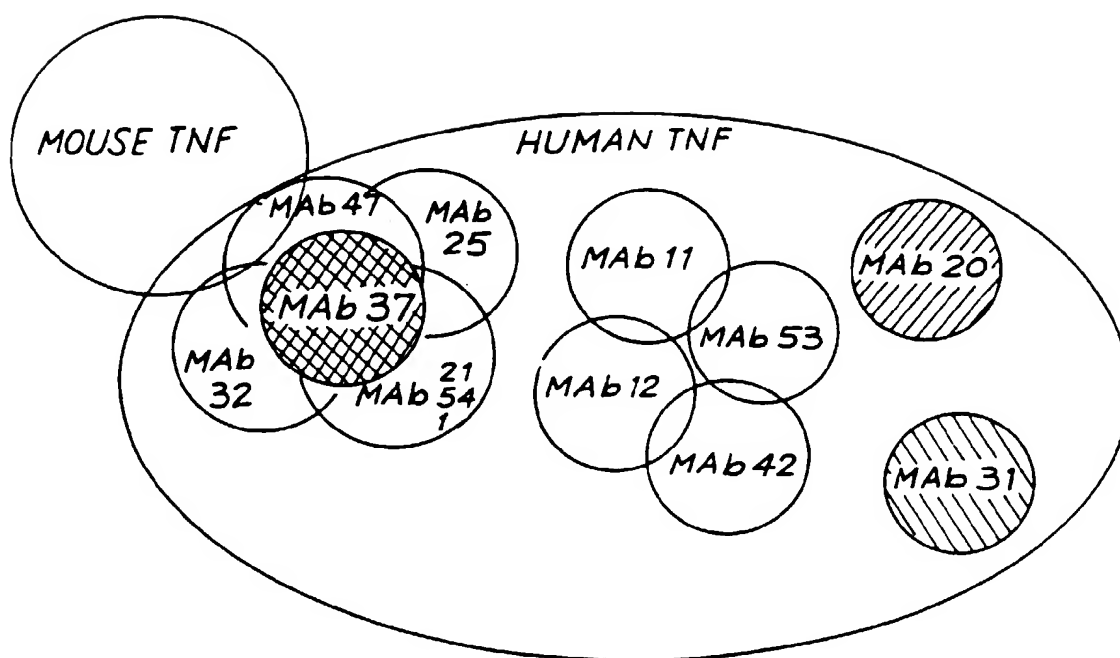 MOUSE TNF
HUMAN TNF
MAb 47
MAb
25
MAb 37
MAb
32
MAb 21
54
1
MAb 11
MAb 53
MAb 12
MAb 42
MAb 20
MAb 31